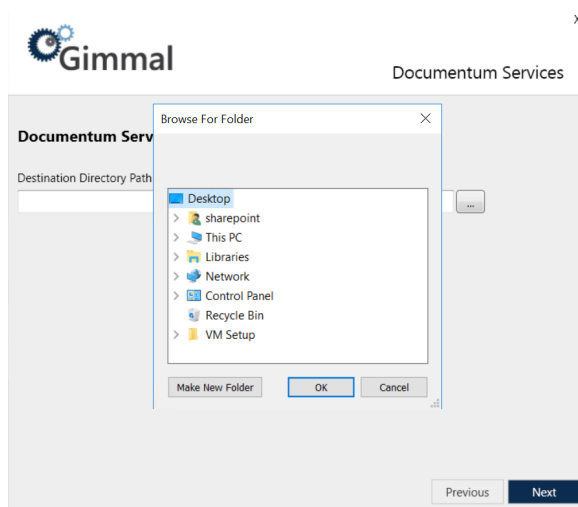 Gimmal
Documentum Services
Browse For Folder
Documentum Serv
Destination Directory Path
...
Desktop
sharepoint
This PC
Libraries
Network
Control Panel
Recycle Bin
VM Setup
Make New Folder
OK
Cancel
Previous
Next